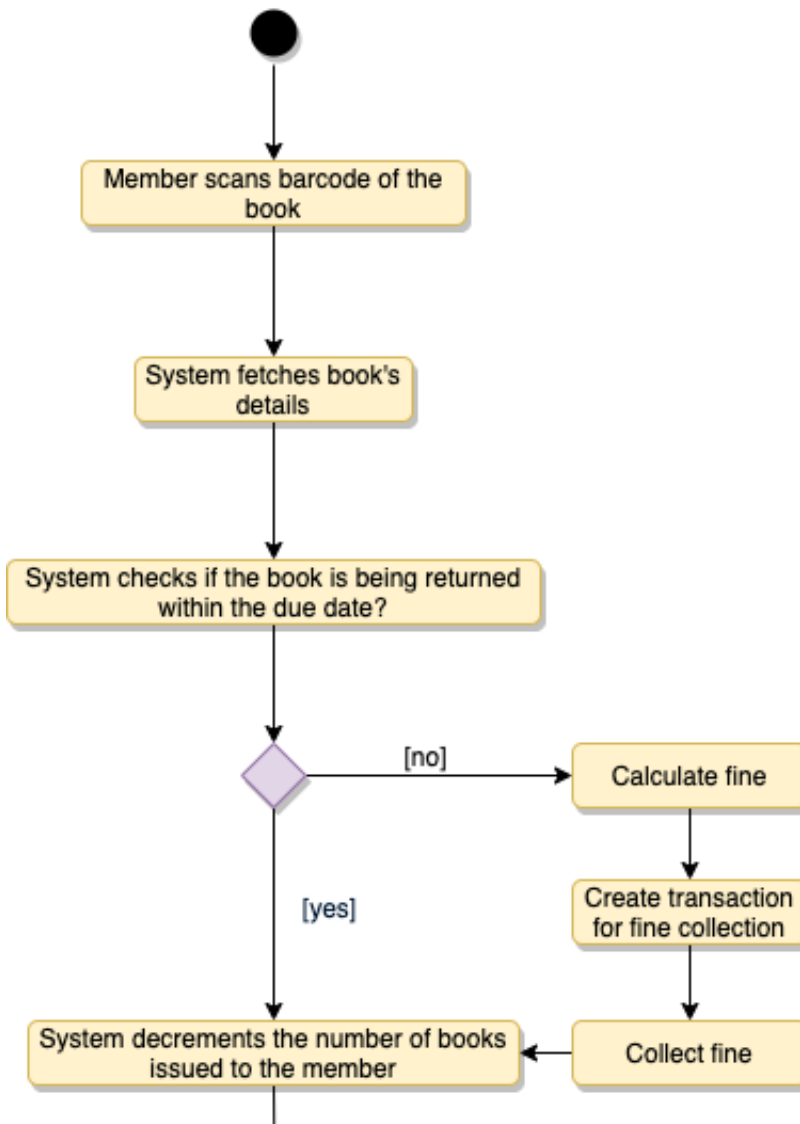 Member scans barcode of the
book
System fetches book's
details
System checks if the book is being returned
within the due date?
[no]
Calculate fine
[yes]
Create transaction
for fine collection
System decrements the number of books
issued to the member
Collect fine